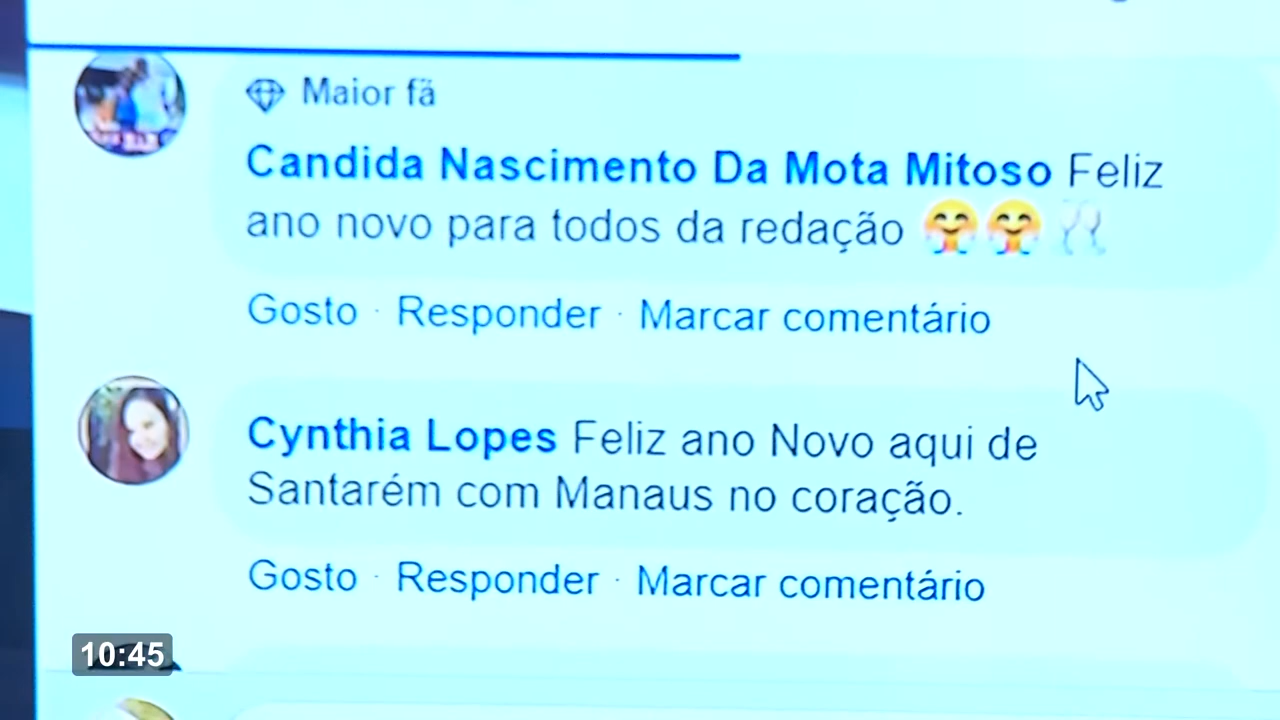 Maior fã
Candida Nascimento Da Mota Mitoso Feliz
ano novo para todos da redação 🤗🤗🥂
Gosto · Responder · Marcar comentário
Cynthia Lopes Feliz ano Novo aqui de
Santarém com Manaus no coração.
Gosto · Responder · Marcar comentário
10:45